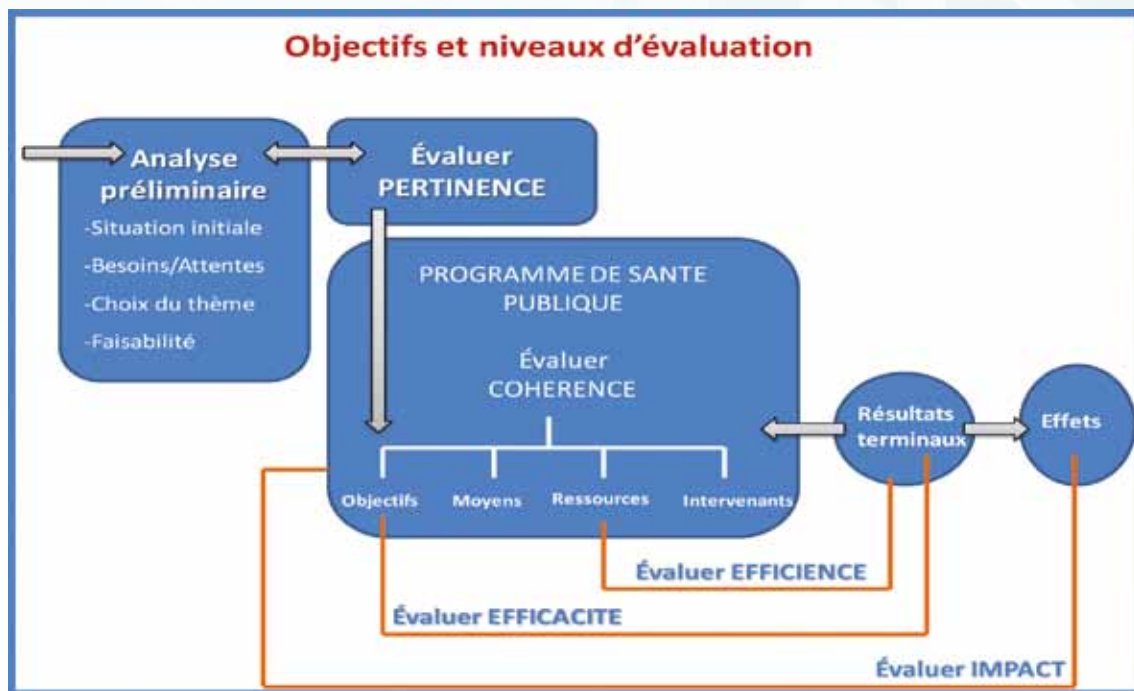 Objectifs et niveaux d'évaluation
Analyse
préliminaire
-Situation initiale
-Besoins/Attentes
-Choix du thème
-Faisabilité
Évaluer
PERTINENCE
PROGRAMME DE SANTE
PUBLIQUE
Évaluer
COHERENCE
Objectifs
Moyens
Ressources
Intervenants
Résultats
terminaux
Effets
Évaluer EFFICIENCE
Évaluer EFFICACITE
Évaluer IMPACT